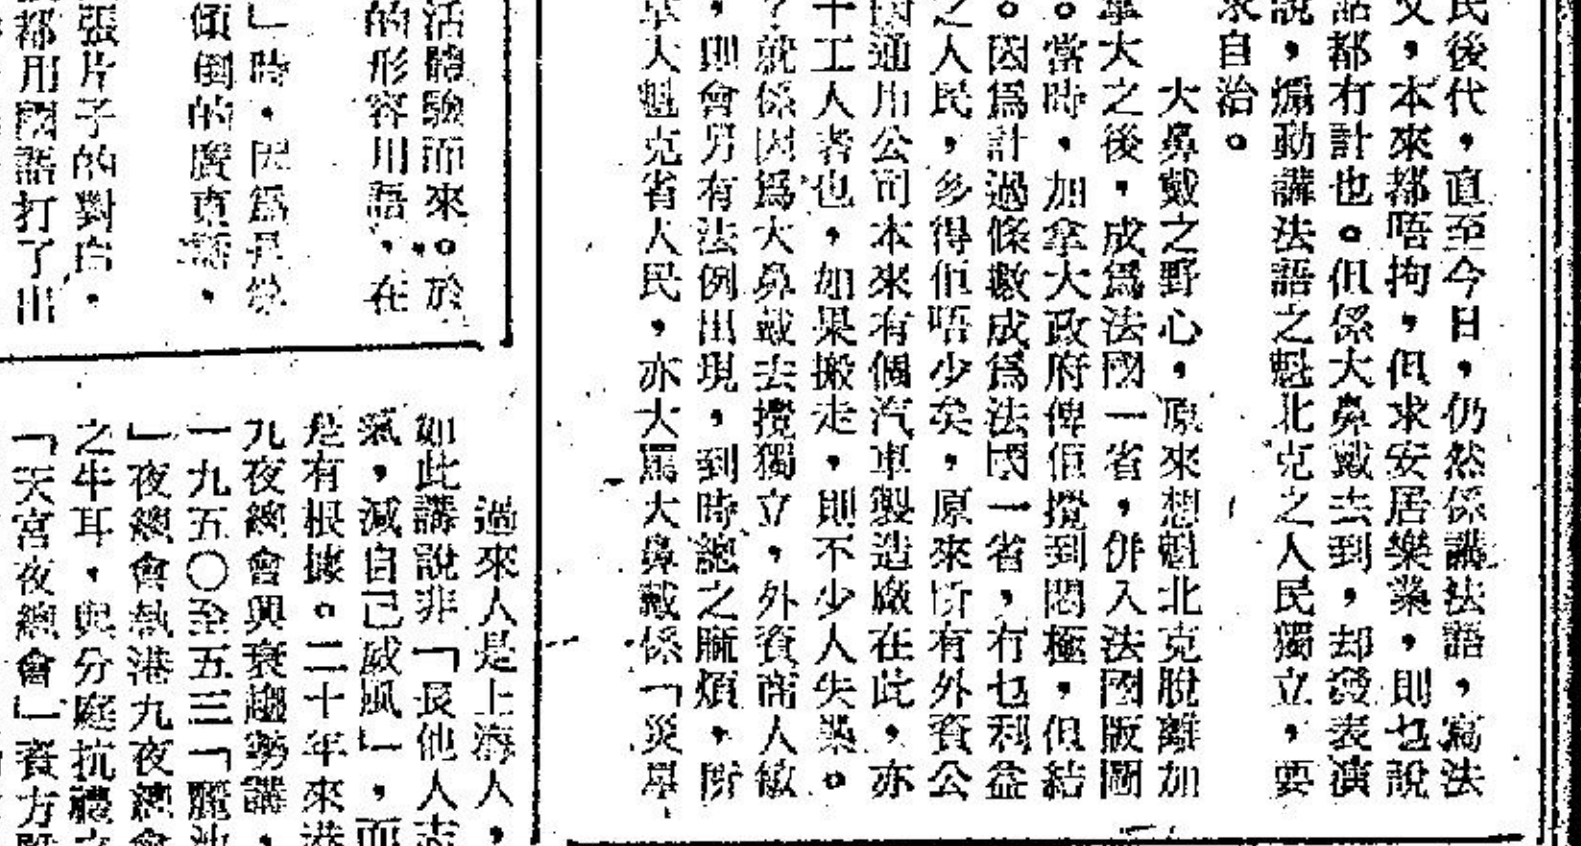 民後代，直至今日，仍然係講法語，寫法
文，本來都唔拘，但求安居樂業，則乜說
話都冇計也。但係大鼻戴去到，却發表演
說，煽動講法語之魁北克之人民獨立，要
求自治。
大鼻戴之野心，原來想魁北克脫離加
拿大之後，成爲法國一省，併入法國版圖
。當時，加拿大政府俾佢攪到悶極，但結
。因爲計過條數成爲法國一省，冇乜利益
之人民，多得佢唔少矣，原來所有外資公
因通用公司本來有個汽車製造廠在此，亦
十工人者也，如果搬走，則不少人失業。
？就係因爲大鼻戴去攪獨立，外資商人敏
，則會另有法例出現，到時總之麻煩，所
拿大魁克省人民，亦大罵大鼻戴係「災星
活體驗而來。於
的形容用語，在
」時，因爲是從
傾倒的廣東話，
張片子的對白，
都用國語打了出
過來人是上海人，
如此講說非「長他人志
氣，滅自己威風」，而
是有根據。二十年來港
九夜總會興衰趨勢講，
一九五〇至五三「麗池
」夜總會執港九夜總會
之牛耳，與分庭抗禮之
「天宮夜總會」賓方